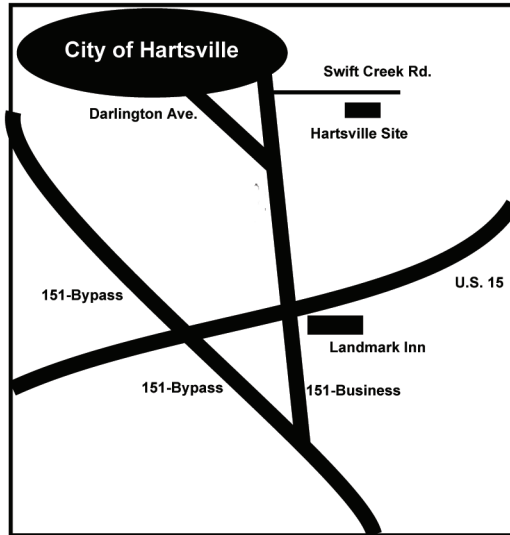 City of Hartsville
Swift Creek Rd.
Darlington Ave.
Hartsville Site
U.S. 15
151-Bypass
Landmark Inn
151-Bypass
151-Business